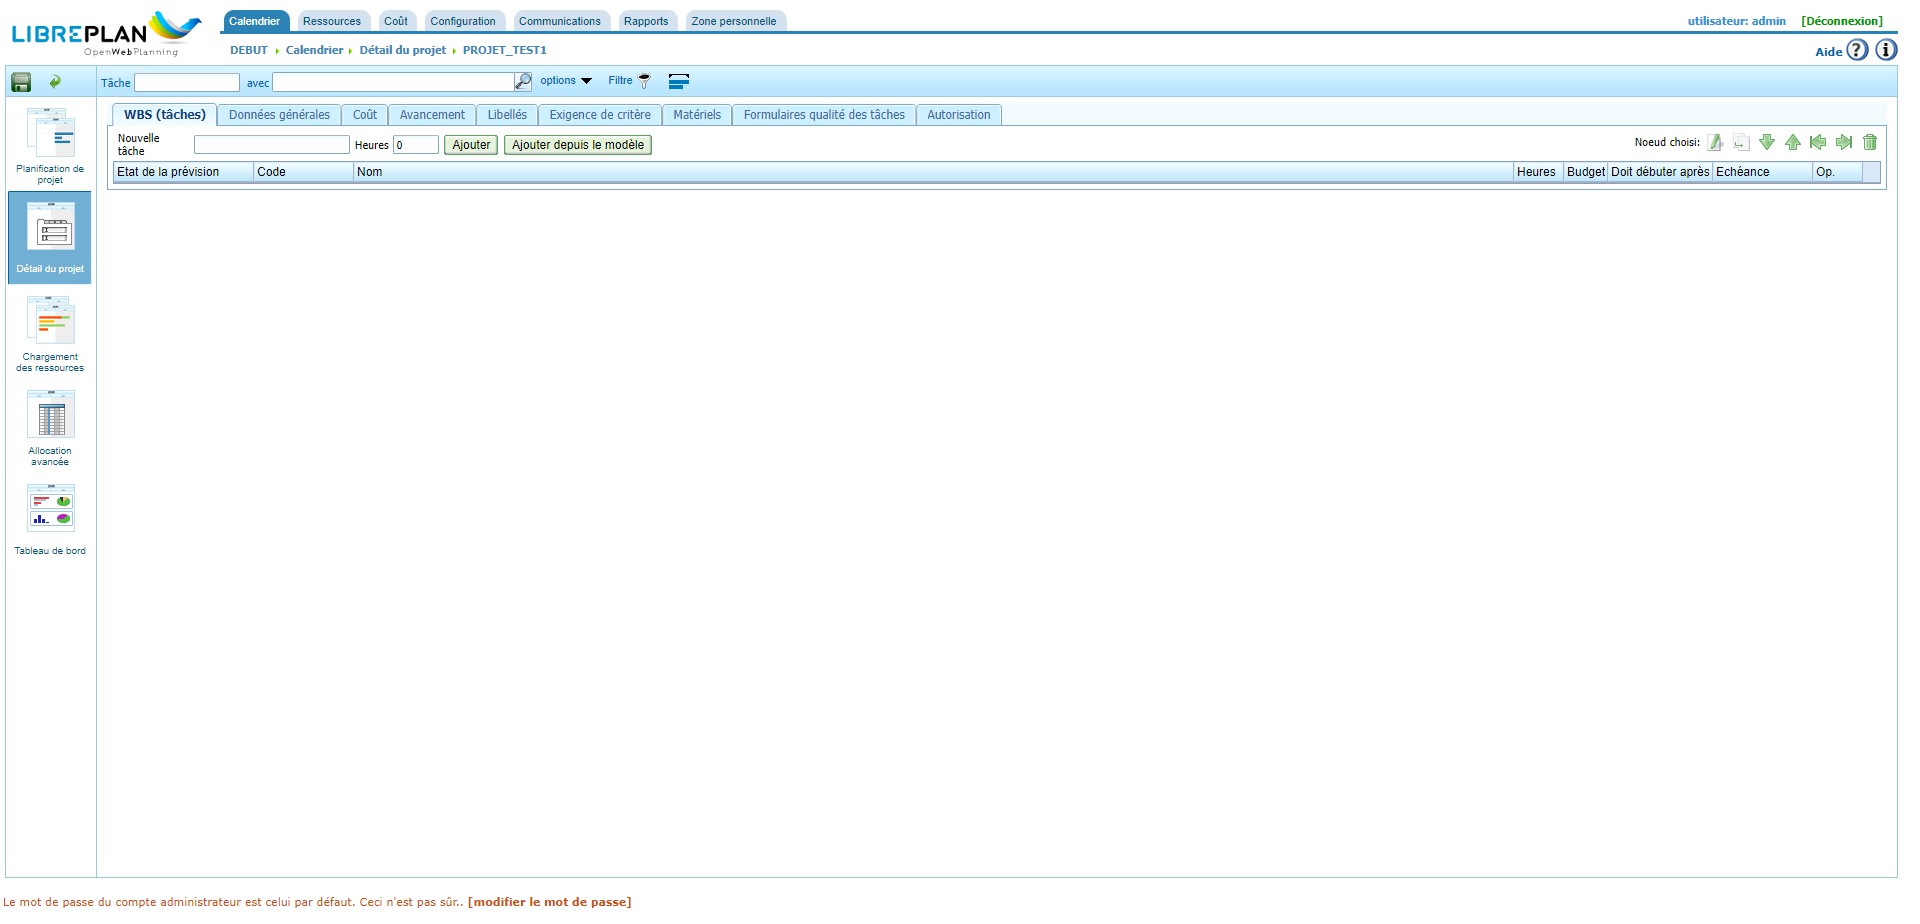 LIBREPLAN
OpenWebPlanning
Calendrier Ressources Coût Configuration Communications Rapports Zone personnelle
utilisateur: admin [Déconnexion]
DEBUT Calendrier Détail du projet PROJET_TEST1
Aide ?
Tâche avec options Filtre
WBS (tâches) Données générales Coût Avancement Libellés Exigence de critère Matériels Formulaires qualité des tâches Autorisation
Nouvelle
tâche
Heures 0 Ajouter Ajouter depuis le modèle
Noeud choisi:
Etat de la prévision Code Nom Heures Budget Doit débuter après Echéance Op.
Planification de
projet
Détail du projet
Chargement
des ressources
Allocation
avancée
Tableau de bord
Le mot de passe du compte administrateur est celui par défaut. Ceci n'est pas sûr.. [modifier le mot de passe]